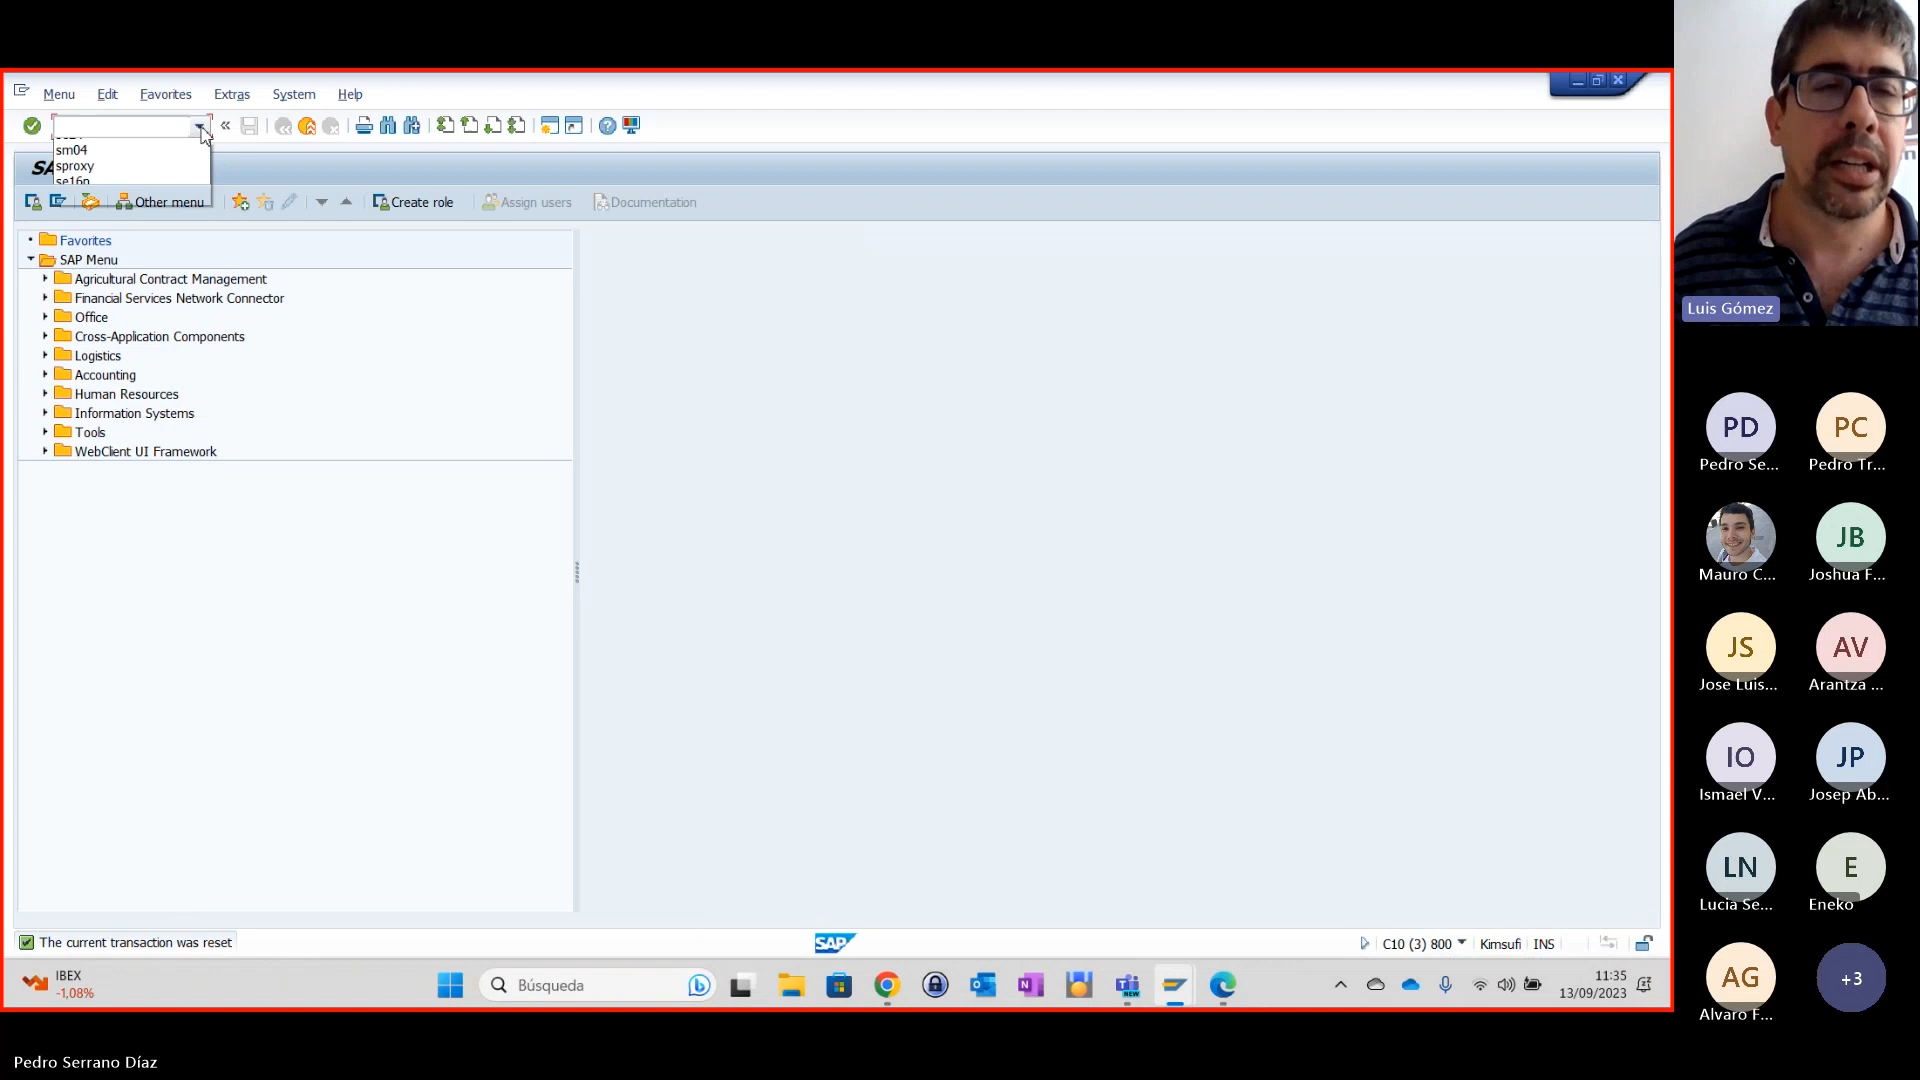 Menu Edit Favorites Extras System Help
sm04
sproxy
se16n
SA
Other menu Create role Assign users Documentation
Favorites
SAP Menu
Agricultural Contract Management
Financial Services Network Connector
Office
Cross-Application Components
Logistics
Accounting
Human Resources
Information Systems
Tools
WebClient UI Framework
The current transaction was reset
SAP
C10 (3) 800 Kimsufi INS
IBEX
-1,08%
Búsqueda
11:35
13/09/2023
Luis Gómez
PD PC
Pedro Se... Pedro Tr...
JB
Mauro C... Joshua F...
JS AV
Jose Luis... Arantza ...
IO JP
Ismael V... Josep Ab...
LN E
Lucia Se... Eneko
AG +3
Alvaro F...
Pedro Serrano Díaz